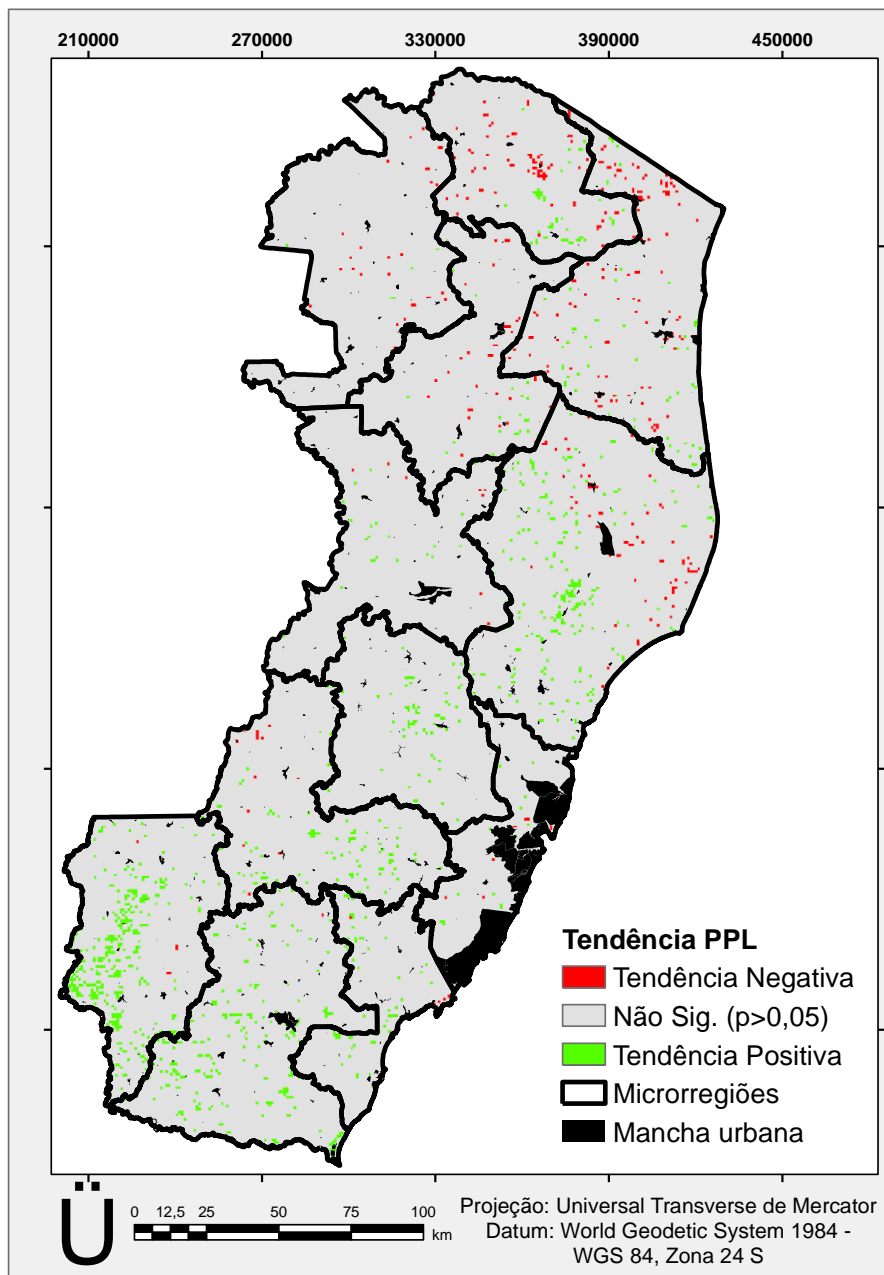 210000 270000 330000 390000 450000
Tendência PPL
Tendência Negativa
Não Sig. (p>0,05)
Tendência Positiva
Microrregiões
Mancha urbana
Ü
0 12,5 25 50 75 100
km
Projeção: Universal Transverse de Mercator
Datum: World Geodetic System 1984 -
WGS 84, Zona 24 S